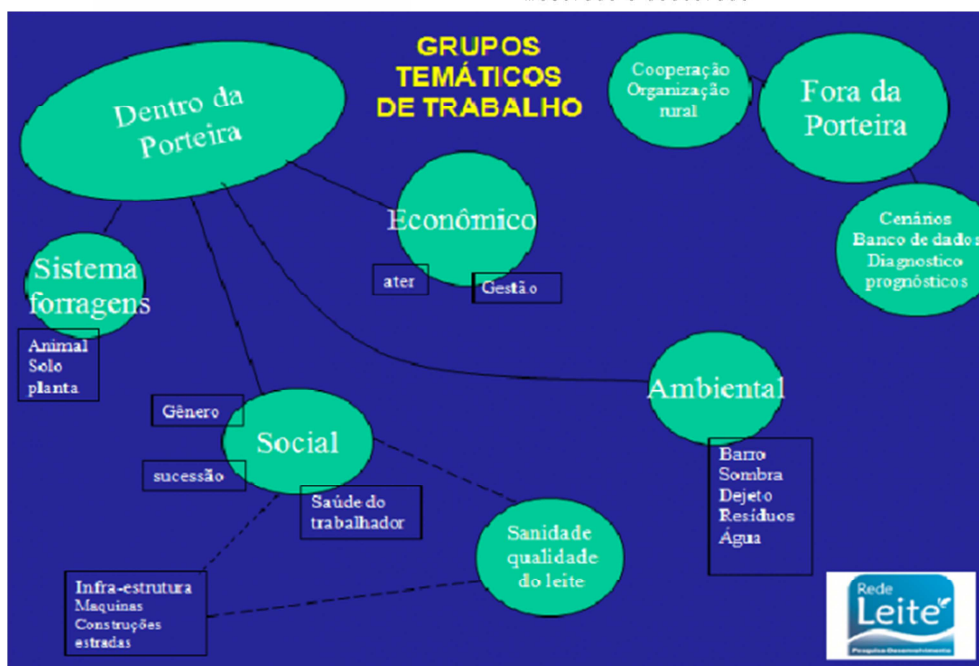 GRUPOS
TEMÁTICOS
DE TRABALHO
Dentro da
Porteira
Cooperação
Organização
rural
Fora da
Porteira
Cenários
Banco de dados
Diagnostico
prognósticos
Econômico
ater
Gestão
Sistema
forragens
Animal
Solo
planta
Ambiental
Barro
Sombra
Dejeto
Resíduos
Água
Gênero
Social
sucessão
Saúde do
trabalhador
Sanidade
qualidade
do leite
Infra-estrutura
Maquinas
Construções
estradas
Rede
Leite
Pesquisa-Desenvolvimento